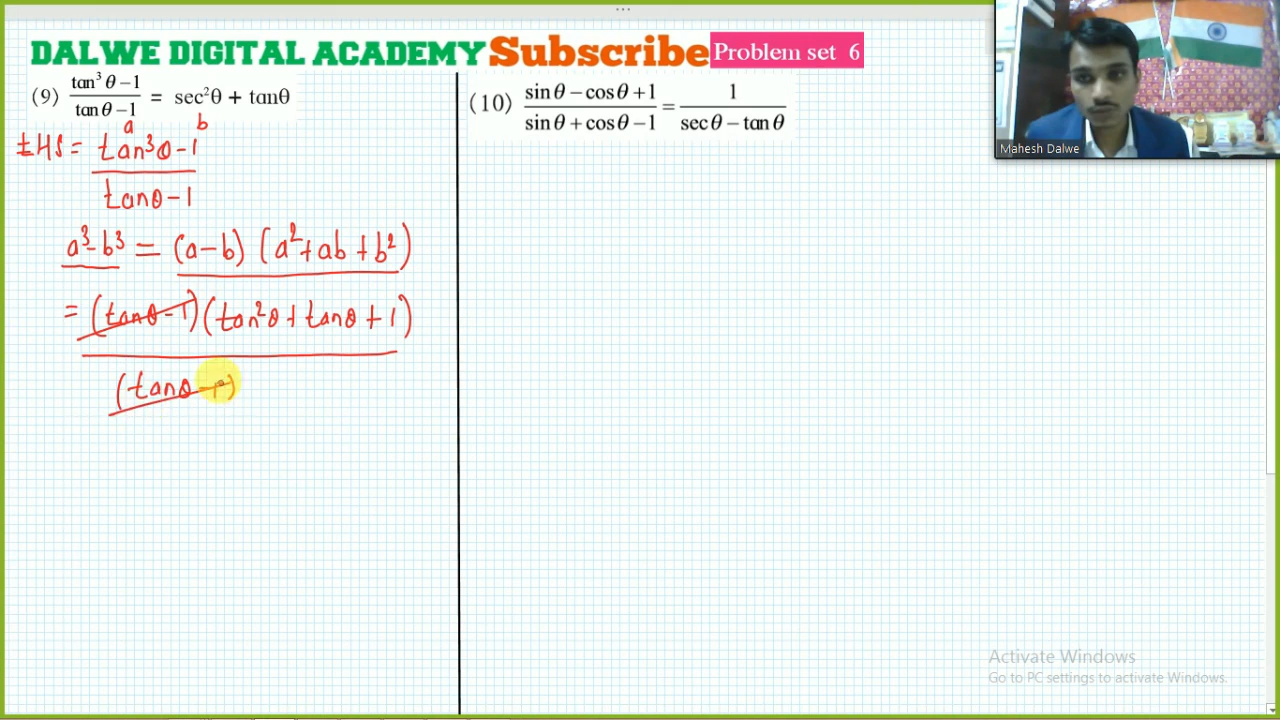 DALWE DIGITAL ACADEMY Subscribe Problem set 6
(9) tan³θ−1 / tanθ−1 = sec²θ + tanθ
a b
LHS = tan³θ−1 / tanθ−1
a³-b³ = (a−b) (a²+ab+b²)
= (tanθ−1)(tan²θ+tanθ+1)
(tanθ−1)
(10) sinθ−cosθ+1 / sinθ+cosθ−1 = 1 / secθ−tanθ
Mahesh Dalwe
Activate Windows
Go to PC settings to activate Windows.